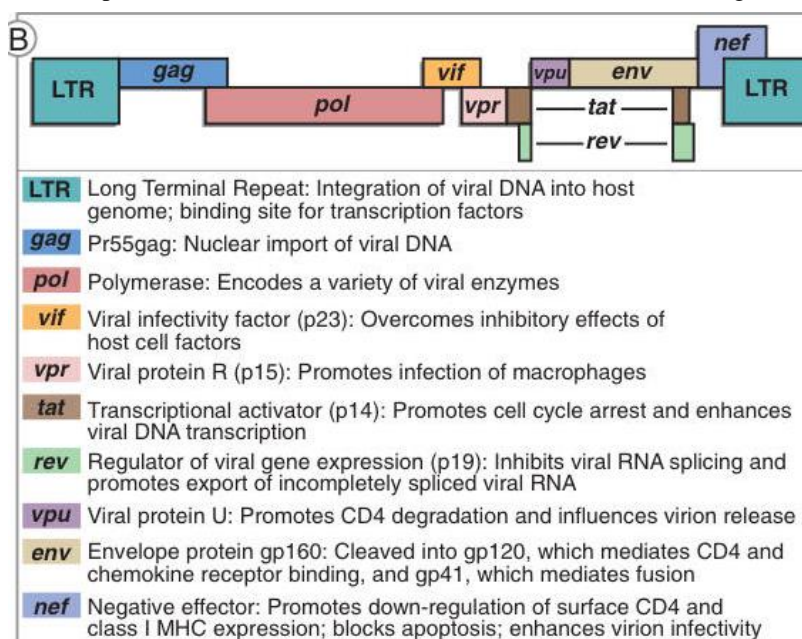 B
nef
gag
vif
vpu
env
LTR
LTR
pol
vpr
tat
rev
LTR Long Terminal Repeat: Integration of viral DNA into host
genome; binding site for transcription factors
gag Pr55gag: Nuclear import of viral DNA
pol Polymerase: Encodes a variety of viral enzymes
vif Viral infectivity factor (p23): Overcomes inhibitory effects of
host cell factors
vpr Viral protein R (p15): Promotes infection of macrophages
tat Transcriptional activator (p14): Promotes cell cycle arrest and enhances
viral DNA transcription
rev Regulator of viral gene expression (p19): Inhibits viral RNA splicing and
promotes export of incompletely spliced viral RNA
vpu Viral protein U: Promotes CD4 degradation and influences virion release
env Envelope protein gp160: Cleaved into gp120, which mediates CD4 and
chemokine receptor binding, and gp41, which mediates fusion
nef Negative effector: Promotes down-regulation of surface CD4 and
class I MHC expression; blocks apoptosis; enhances virion infectivity